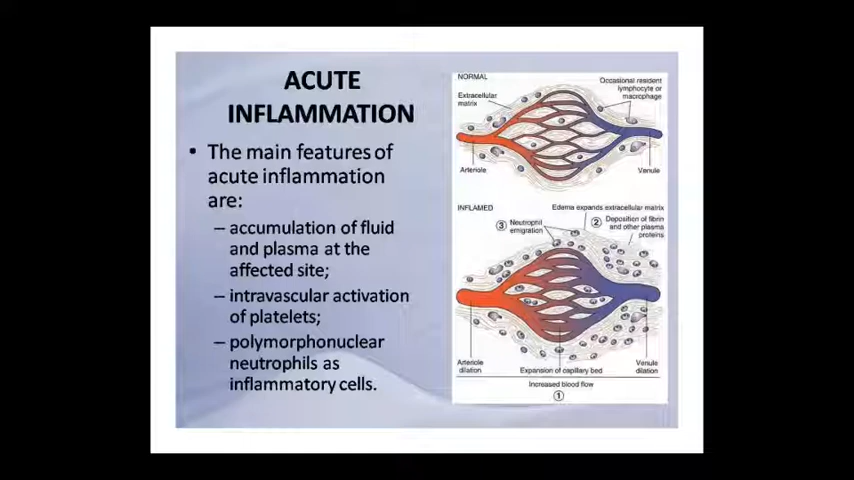 ACUTE
INFLAMMATION
• The main features of
acute inflammation
are:
– accumulation of fluid
and plasma at the
affected site;
– intravascular activation
of platelets;
– polymorphonuclear
neutrophils as
inflammatory cells.
NORMAL
Occasional resident
lymphocyte or
macrophage
Extracellular
matrix
Arteriole
Venule
INFLAMED
Edema expands extracellular matrix
③ Neutrophil
emigration
② Deposition of fibrin
and other plasma
proteins
Arteriole
dilation
Expansion of capillary bed
Venule
dilation
Increased blood flow
①